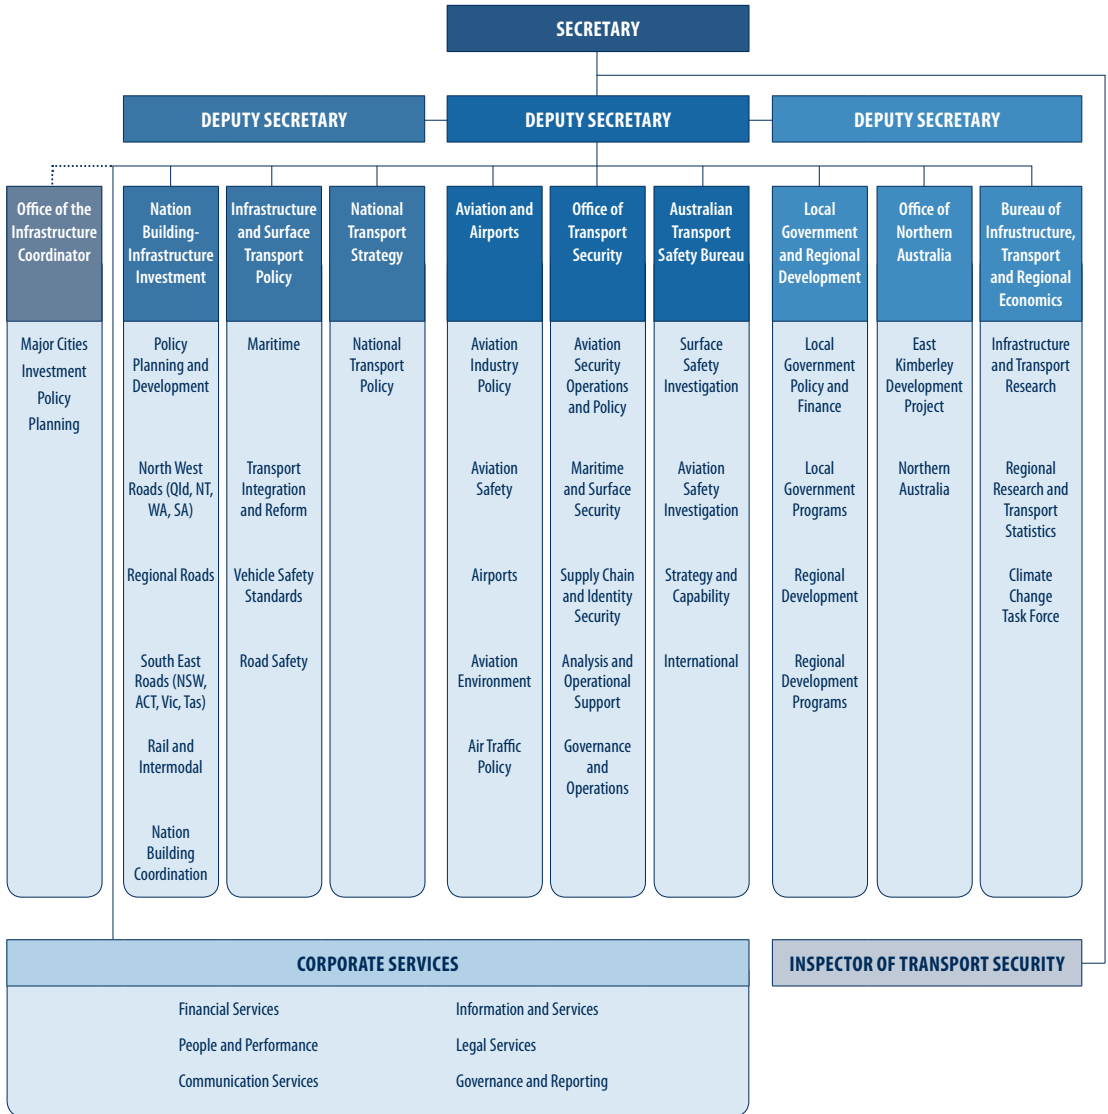 SECRETARY
DEPUTY SECRETARY
DEPUTY SECRETARY
DEPUTY SECRETARY
Office of the
Infrastructure
Coordinator
Major Cities
Investment
Policy
Planning
Nation
Building-
Infrastructure
Investment
Policy
Planning and
Development
North West
Roads (Qld, NT,
WA, SA)
Regional Roads
South East
Roads (NSW,
ACT, Vic, Tas)
Rail and
Intermodal
Nation
Building
Coordination
Infrastructure
and Surface
Transport
Policy
Maritime
Transport
Integration
and Reform
Vehicle Safety
Standards
Road Safety
National
Transport
Strategy
National
Transport
Policy
Aviation and
Airports
Aviation
Industry
Policy
Aviation
Safety
Airports
Aviation
Environment
Air Traffic
Policy
Office of
Transport
Security
Aviation
Security
Operations
and Policy
Maritime
and Surface
Security
Supply Chain
and Identity
Security
Analysis and
Operational
Support
Governance
and
Operations
Australian
Transport
Safety Bureau
Surface
Safety
Investigation
Aviation
Safety
Investigation
Strategy and
Capability
International
Local
Government
and Regional
Development
Local
Government
Policy and
Finance
Local
Government
Programs
Regional
Development
Regional
Development
Programs
Office of
Northern
Australia
East
Kimberley
Development
Project
Northern
Australia
Bureau of
Infrustructure,
Transport
and Regional
Economics
Infrastructure
and Transport
Research
Regional
Research and
Transport
Statistics
Climate
Change
Task Force
CORPORATE SERVICES
Financial Services
People and Performance
Communication Services
Information and Services
Legal Services
Governance and Reporting
INSPECTOR OF TRANSPORT SECURITY